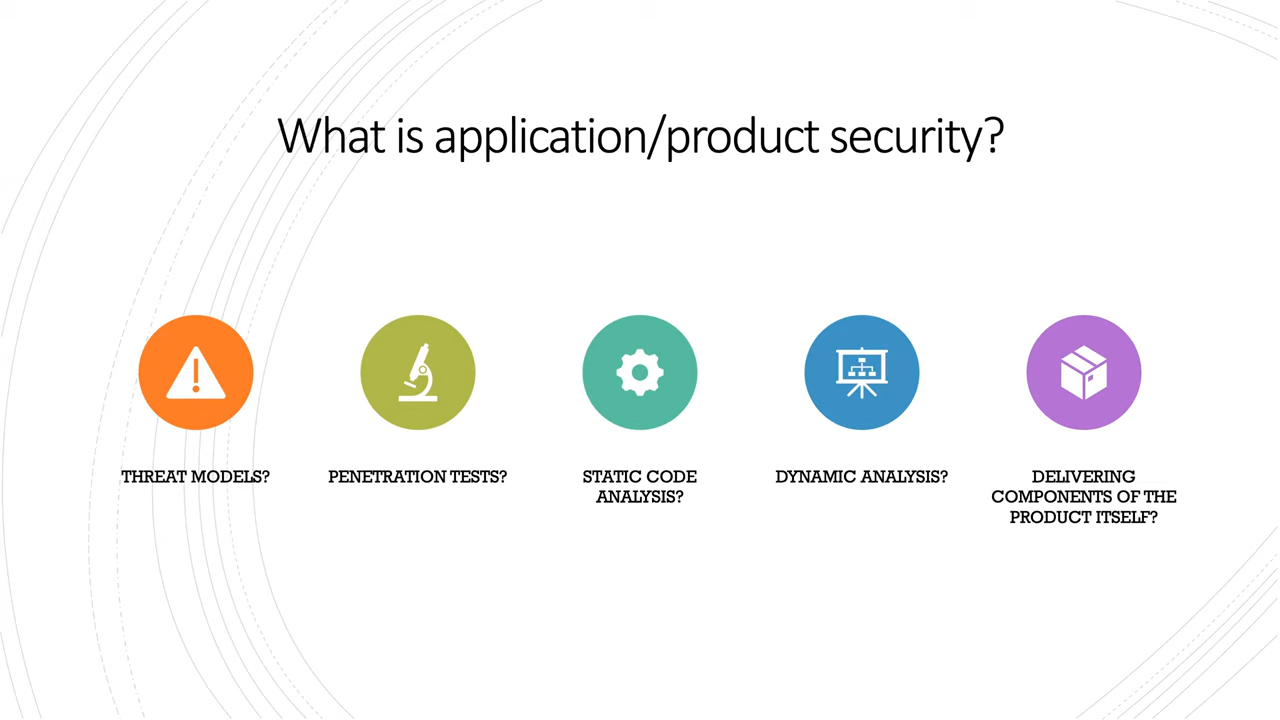 What is application/product security?
THREAT MODELS?
PENETRATION TESTS?
STATIC CODE
ANALYSIS?
DYNAMIC ANALYSIS?
DELIVERING
COMPONENTS OF THE
PRODUCT ITSELF?